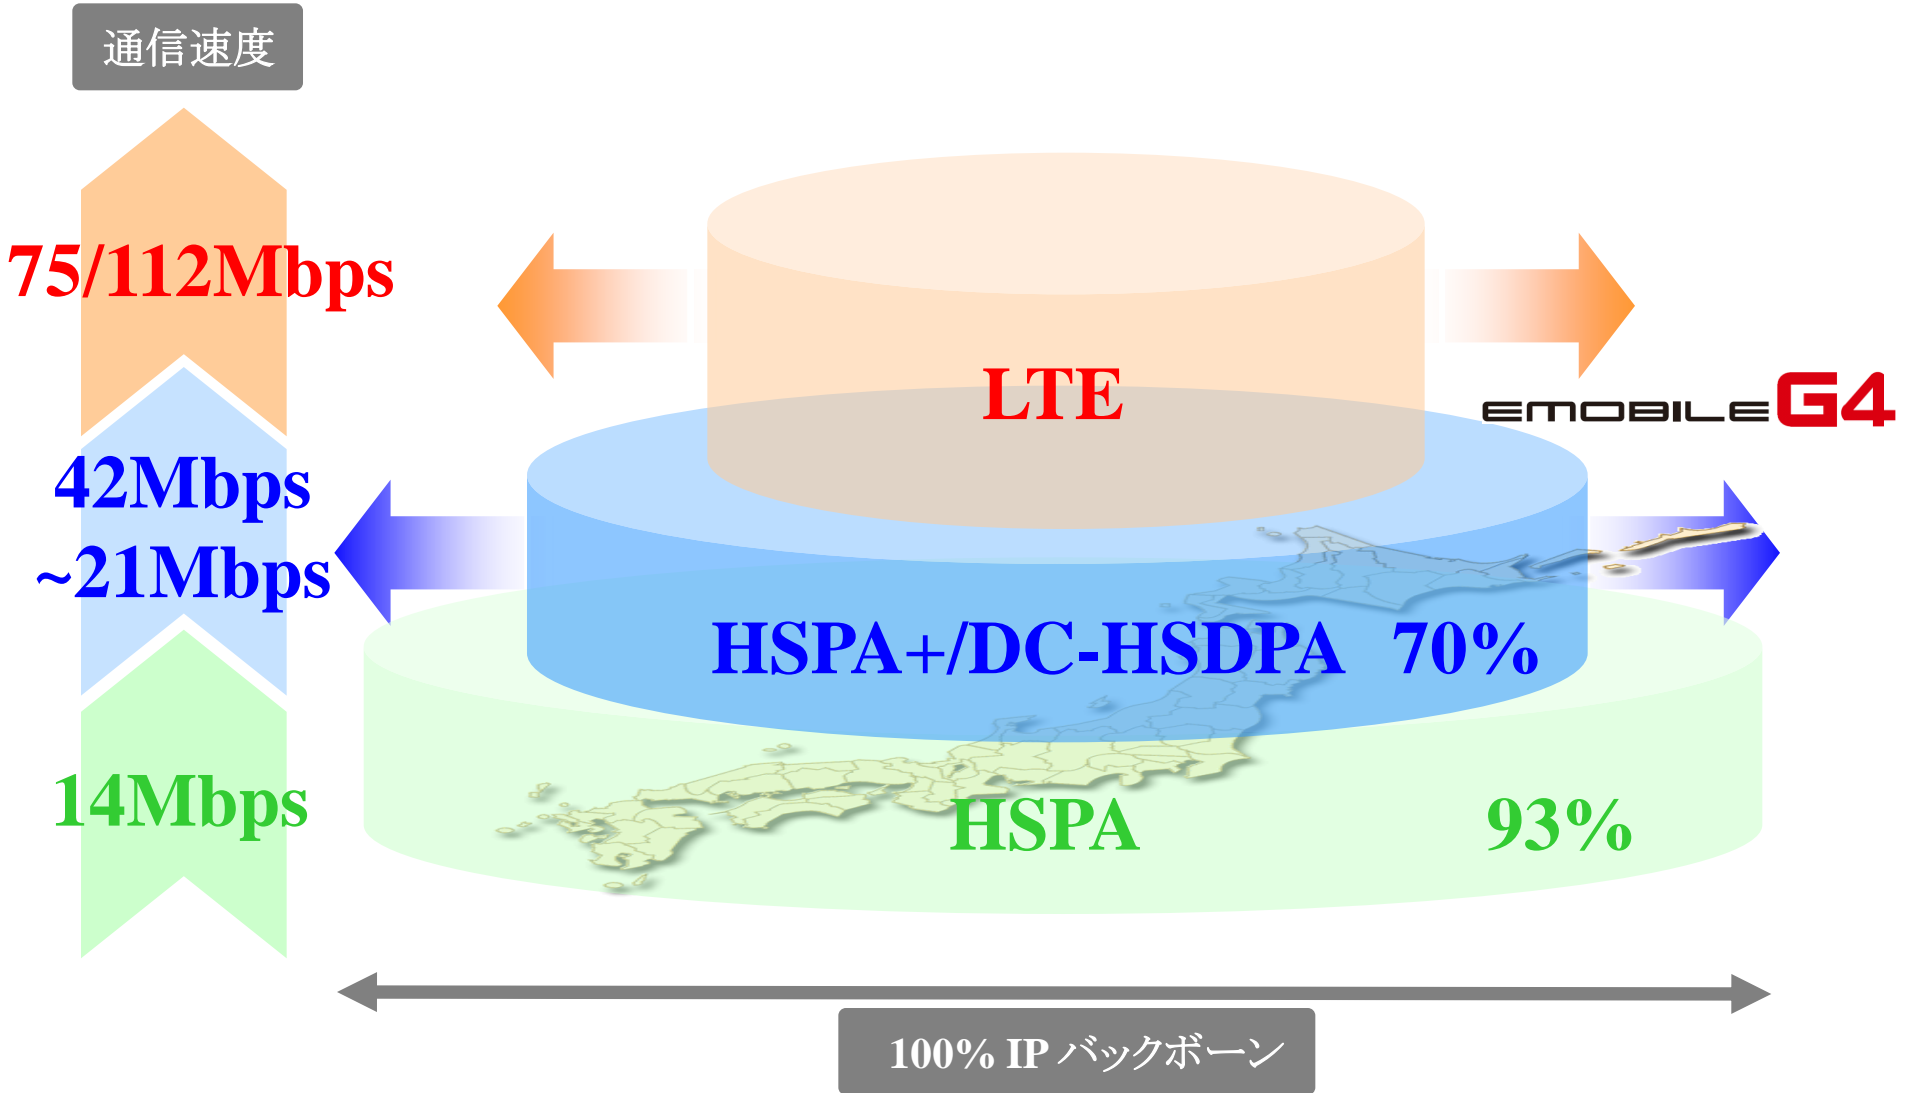 通信速度
75/112Mbps
LTE
EMOBILE G4
42Mbps
~21Mbps
HSPA+/DC-HSDPA 70%
14Mbps
HSPA 93%
100% IP バックボーン